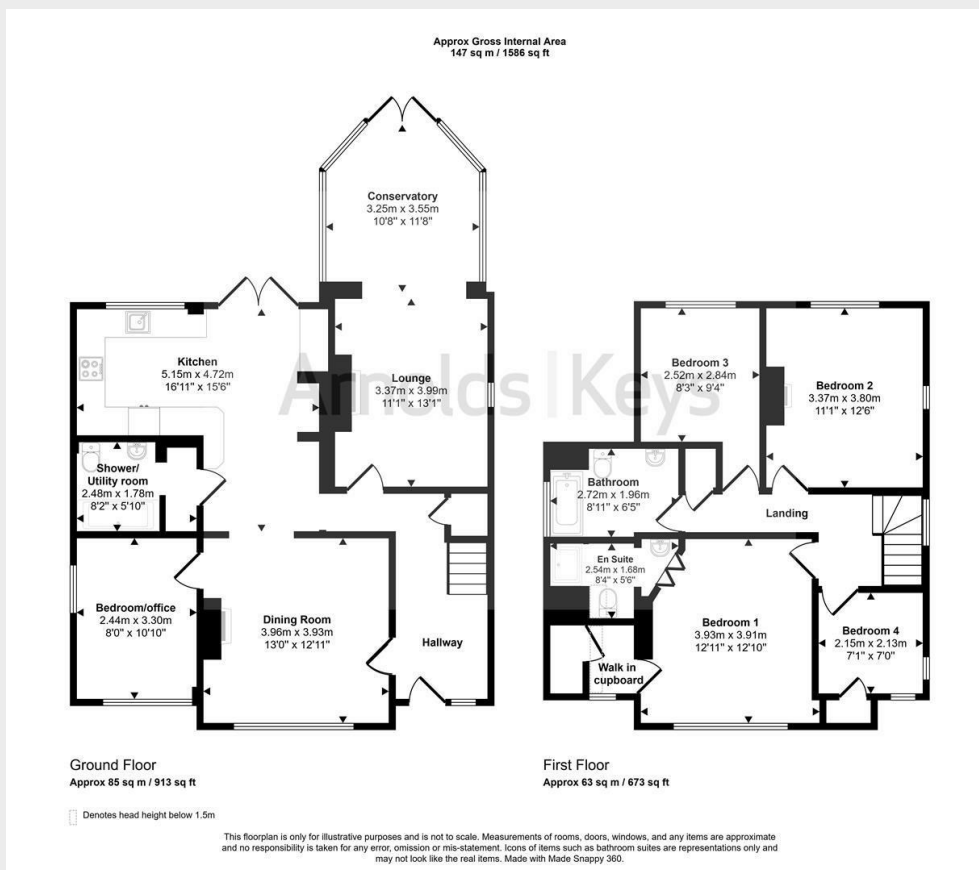 Approx Gross Internal Area
147 sq m / 1586 sq ft
Conservatory
3.25m x 3.55m
10'8" x 11'8"
Kitchen
5.15m x 4.72m
16'11" x 15'6"
Lounge
3.37m x 3.99m
11'1" x 13'1"
Shower/
Utility room
2.48m x 1.78m
8'2" x 5'10"
Bedroom/office
2.44m x 3.30m
8'0" x 10'10"
Dining Room
3.96m x 3.93m
13'0" x 12'11"
Hallway
Bedroom 3
2.52m x 2.84m
8'3" x 9'4"
Bedroom 2
3.37m x 3.80m
11'1" x 12'6"
Bathroom
2.72m x 1.96m
8'11" x 6'5"
Landing
En Suite
2.54m x 1.68m
8'4" x 5'6"
Bedroom 1
3.93m x 3.91m
12'11" x 12'10"
Bedroom 4
2.15m x 2.13m
7'1" x 7'0"
Walk in
cupboard
Arnolds | Keys
Ground Floor
Approx 85 sq m / 913 sq ft
First Floor
Approx 63 sq m / 673 sq ft
Denotes head height below 1.5m
This floorplan is only for illustrative purposes and is not to scale. Measurements of rooms, doors, windows, and any items are approximate
and no responsibility is taken for any error, omission or mis-statement. Icons of items such as bathroom suites are representations only and
may not look like the real items. Made with Made Snappy 360.